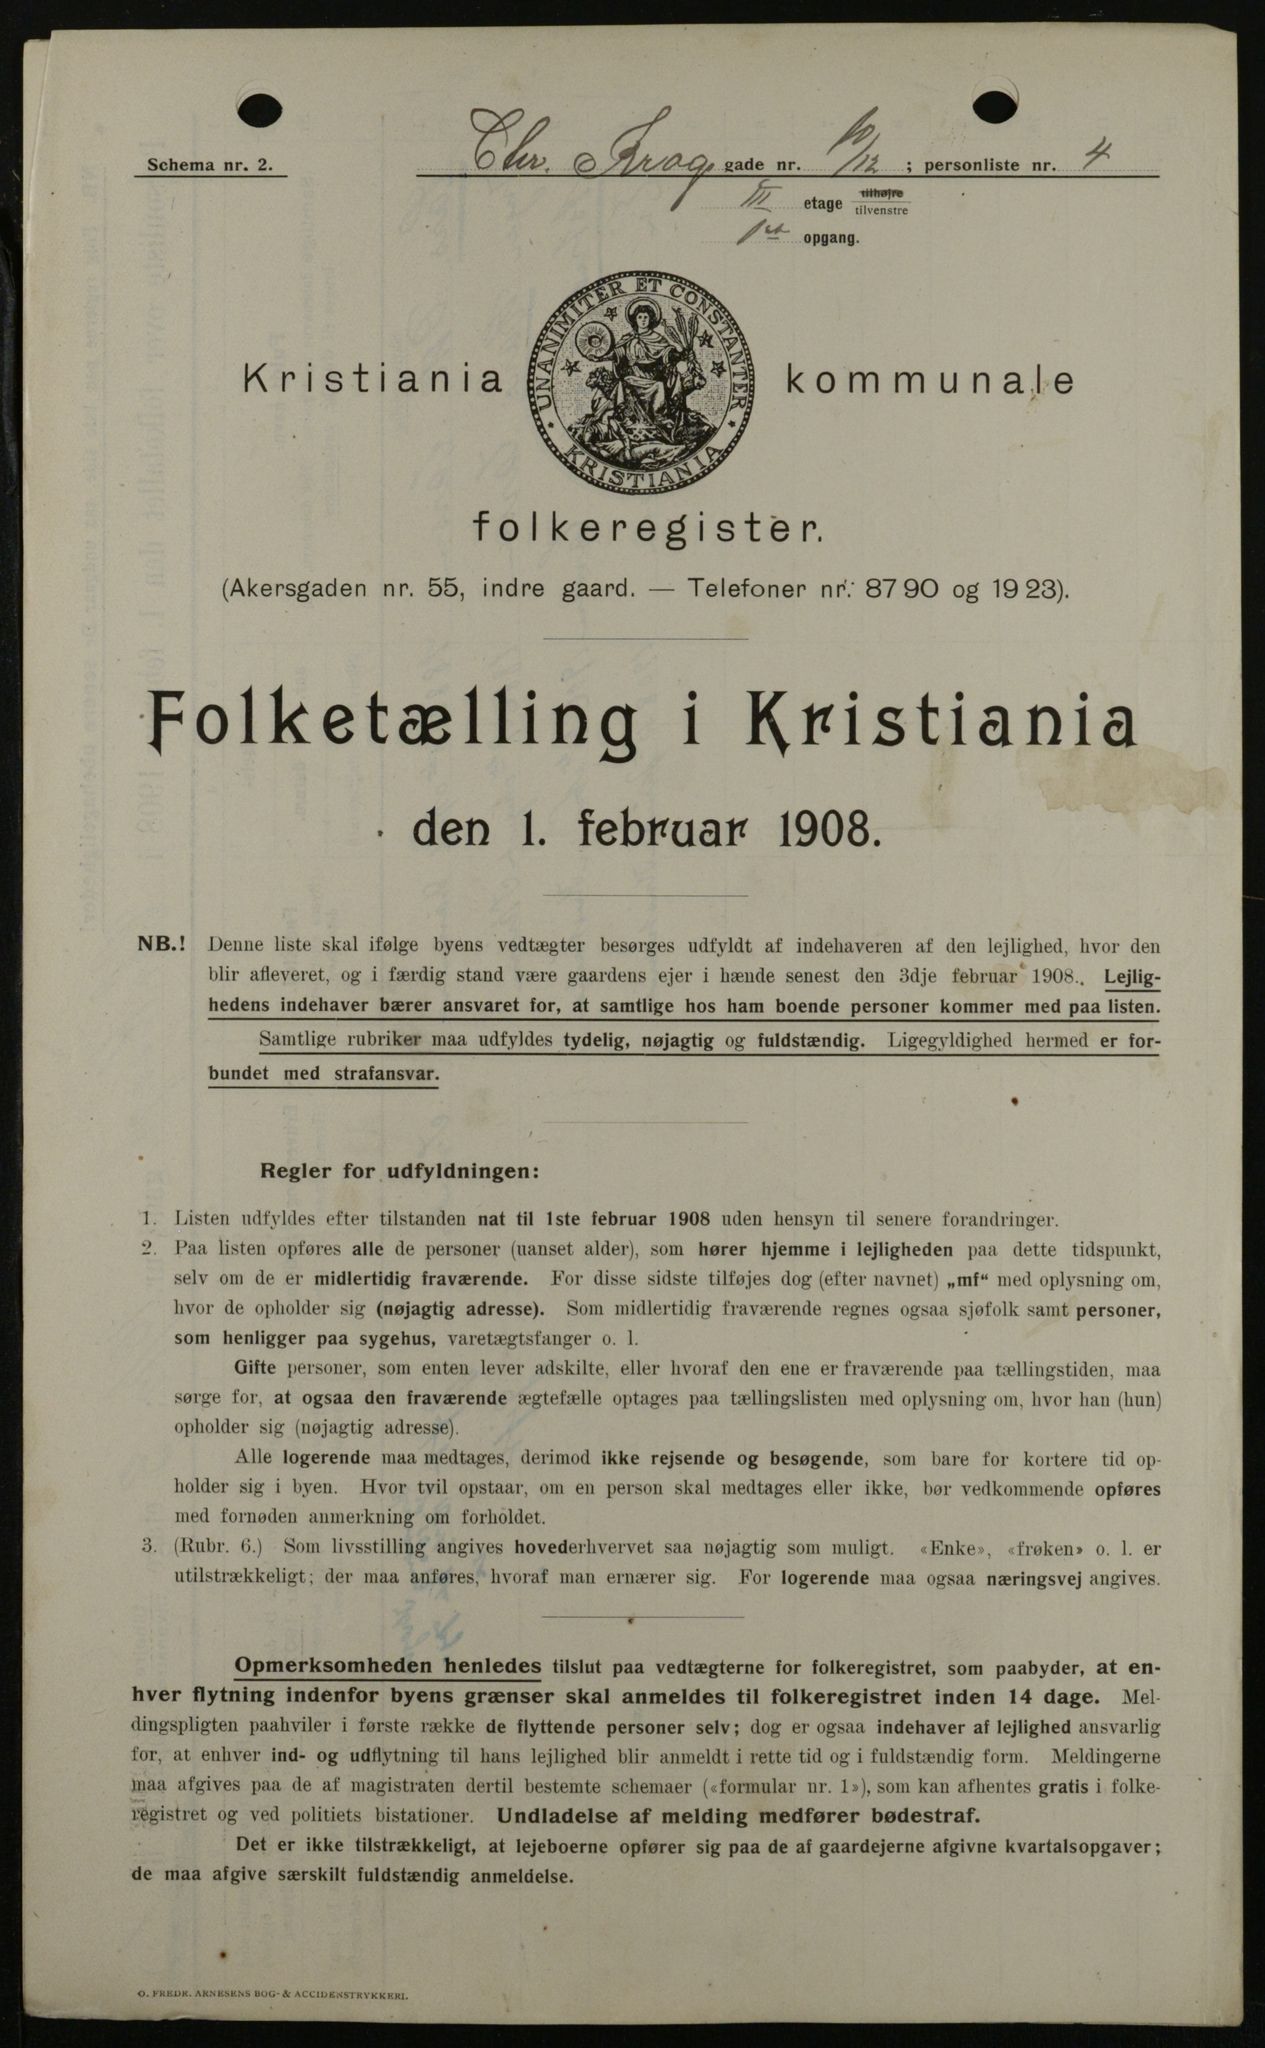 Schema nr. 2.
Chr. Krog gade nr. 10/12 ; personliste nr. 4
III etage tilhøjre
tilvenstre
1ste opgang.
UNANIMITER ET CONSTANTER
KRISTIANIA
Kristiania kommunale
folkeregister.
(Akersgaden nr. 55, indre gaard. — Telefoner nr.: 8790 og 1923).
Folketælling i Kristiania
den 1. februar 1908.
NB.! Denne liste skal ifølge byens vedtægter besørges udfyldt af indehaveren af den lejlighed, hvor den
blir afleveret, og i færdig stand være gaardens ejer i hænde senest den 3dje februar 1908. Lejlig-
hedens indehaver bærer ansvaret for, at samtlige hos ham boende personer kommer med paa listen.
Samtlige rubriker maa udfyldes tydelig, nøjagtig og fuldstændig. Ligegyldighed hermed er for-
bundet med strafansvar.
Regler for udfyldningen:
1. Listen udfyldes efter tilstanden nat til 1ste februar 1908 uden hensyn til senere forandringer.
2. Paa listen opføres alle de personer (uanset alder), som hører hjemme i lejligheden paa dette tidspunkt,
selv om de er midlertidig fraværende. For disse sidste tilføjes dog (efter navnet) „mf“ med oplysning om,
hvor de opholder sig (nøjagtig adresse). Som midlertidig fraværende regnes ogsaa sjøfolk samt personer,
som henligger paa sygehus, varetægtsfanger o. l.
Gifte personer, som enten lever adskilte, eller hvoraf den ene er fraværende paa tællingstiden, maa
sørge for, at ogsaa den fraværende ægtefælle optages paa tællingslisten med oplysning om, hvor han (hun)
opholder sig (nøjagtig adresse).
Alle logerende maa medtages, derimod ikke rejsende og besøgende, som bare for kortere tid op-
holder sig i byen. Hvor tvil opstaar, om en person skal medtages eller ikke, bør vedkommende opføres
med fornøden anmerkning om forholdet.
3. (Rubr. 6.) Som livsstilling angives hovederhvervet saa nøjagtig som muligt. «Enke», «frøken» o. l. er
utilstrækkeligt; der maa anføres, hvoraf man ernærer sig. For logerende maa ogsaa næringsvej angives.
Opmerksomheden henledes tilslut paa vedtægterne for folkeregistret, som paabyder, at en-
hver flytning indenfor byens grænser skal anmeldes til folkeregistret inden 14 dage. Mel-
dingspligten paahviler i første række de flyttende personer selv; dog er ogsaa indehaver af lejlighed ansvarlig
for, at enhver ind- og udflytning til hans lejlighed blir anmeldt i rette tid og i fuldstændig form. Meldingerne
maa afgives paa de af magistraten dertil bestemte schemaer («formular nr. 1»), som kan afhentes gratis i folke-
registret og ved politiets bistationer. Undladelse af melding medfører bødestraf.
Det er ikke tilstrækkeligt, at lejeboerne opfører sig paa de af gaardejerne afgivne kvartalsopgaver;
de maa afgive særskilt fuldstændig anmeldelse.
O. FREDR. ARNESENS BOG- & ACCIDENSTRYKKERI.